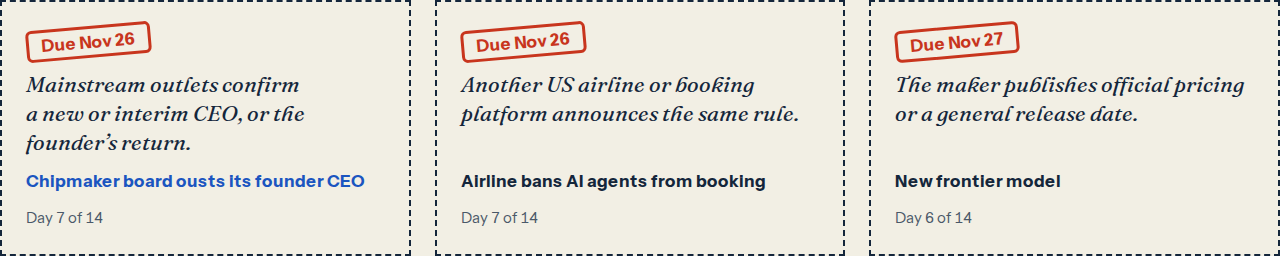 Due Nov 26
Mainstream outlets confirm
a new or interim CEO, or the
founder’s return.
Chipmaker board ousts its founder CEO
Day 7 of 14
Due Nov 26
Another US airline or booking
platform announces the same rule.
Airline bans AI agents from booking
Day 7 of 14
Due Nov 27
The maker publishes official pricing
or a general release date.
New frontier model
Day 6 of 14